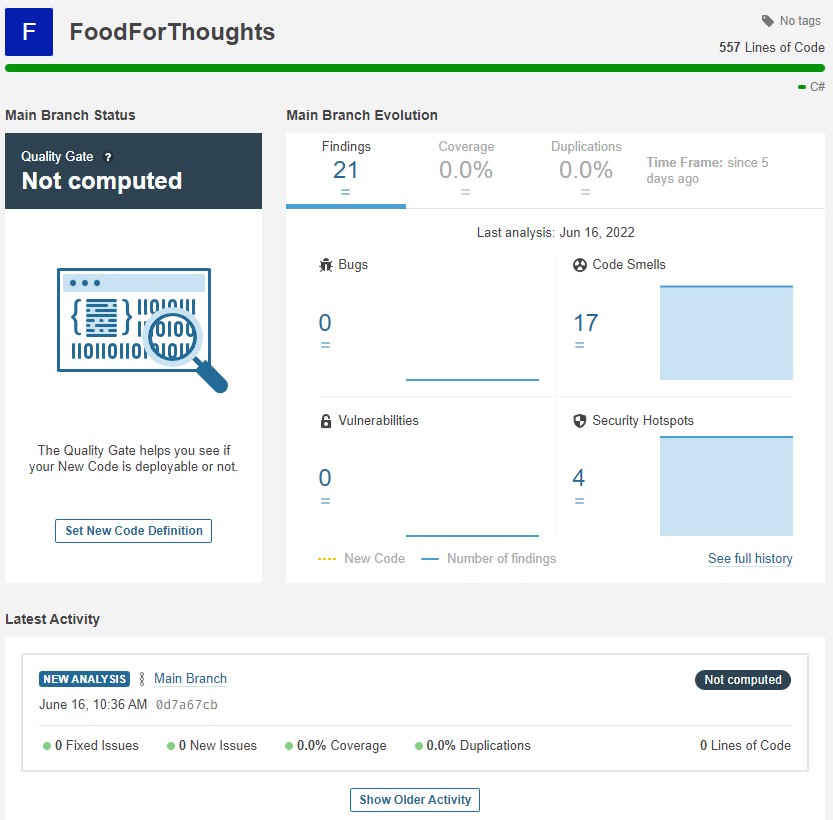 F FoodForThoughts
No tags
557 Lines of Code
C#
Main Branch Status
Main Branch Evolution
Quality Gate ?
Not computed
The Quality Gate helps you see if
your New Code is deployable or not.
Set New Code Definition
Findings
21
=
Coverage
0.0%
=
Duplications
0.0%
=
Time Frame: since 5
days ago
Last analysis: Jun 16, 2022
Bugs
0
=
Code Smells
17
=
Vulnerabilities
0
=
Security Hotspots
4
=
New Code
Number of findings
See full history
Latest Activity
NEW ANALYSIS Main Branch
Not computed
June 16, 10:36 AM 0d7a67cb
0 Fixed Issues 0 New Issues 0.0% Coverage 0.0% Duplications 0 Lines of Code
Show Older Activity